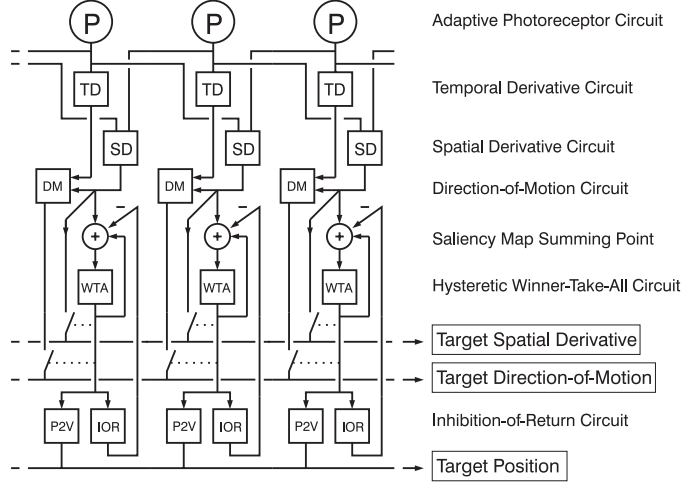 P P P Adaptive Photoreceptor Circuit
TD TD TD Temporal Derivative Circuit
SD SD SD Spatial Derivative Circuit
DM DM DM Direction-of-Motion Circuit
− − −
+ + + Saliency Map Summing Point
WTA WTA WTA Hysteretic Winner-Take-All Circuit
Target Spatial Derivative
Target Direction-of-Motion
P2V IOR P2V IOR P2V IOR Inhibition-of-Return Circuit
Target Position